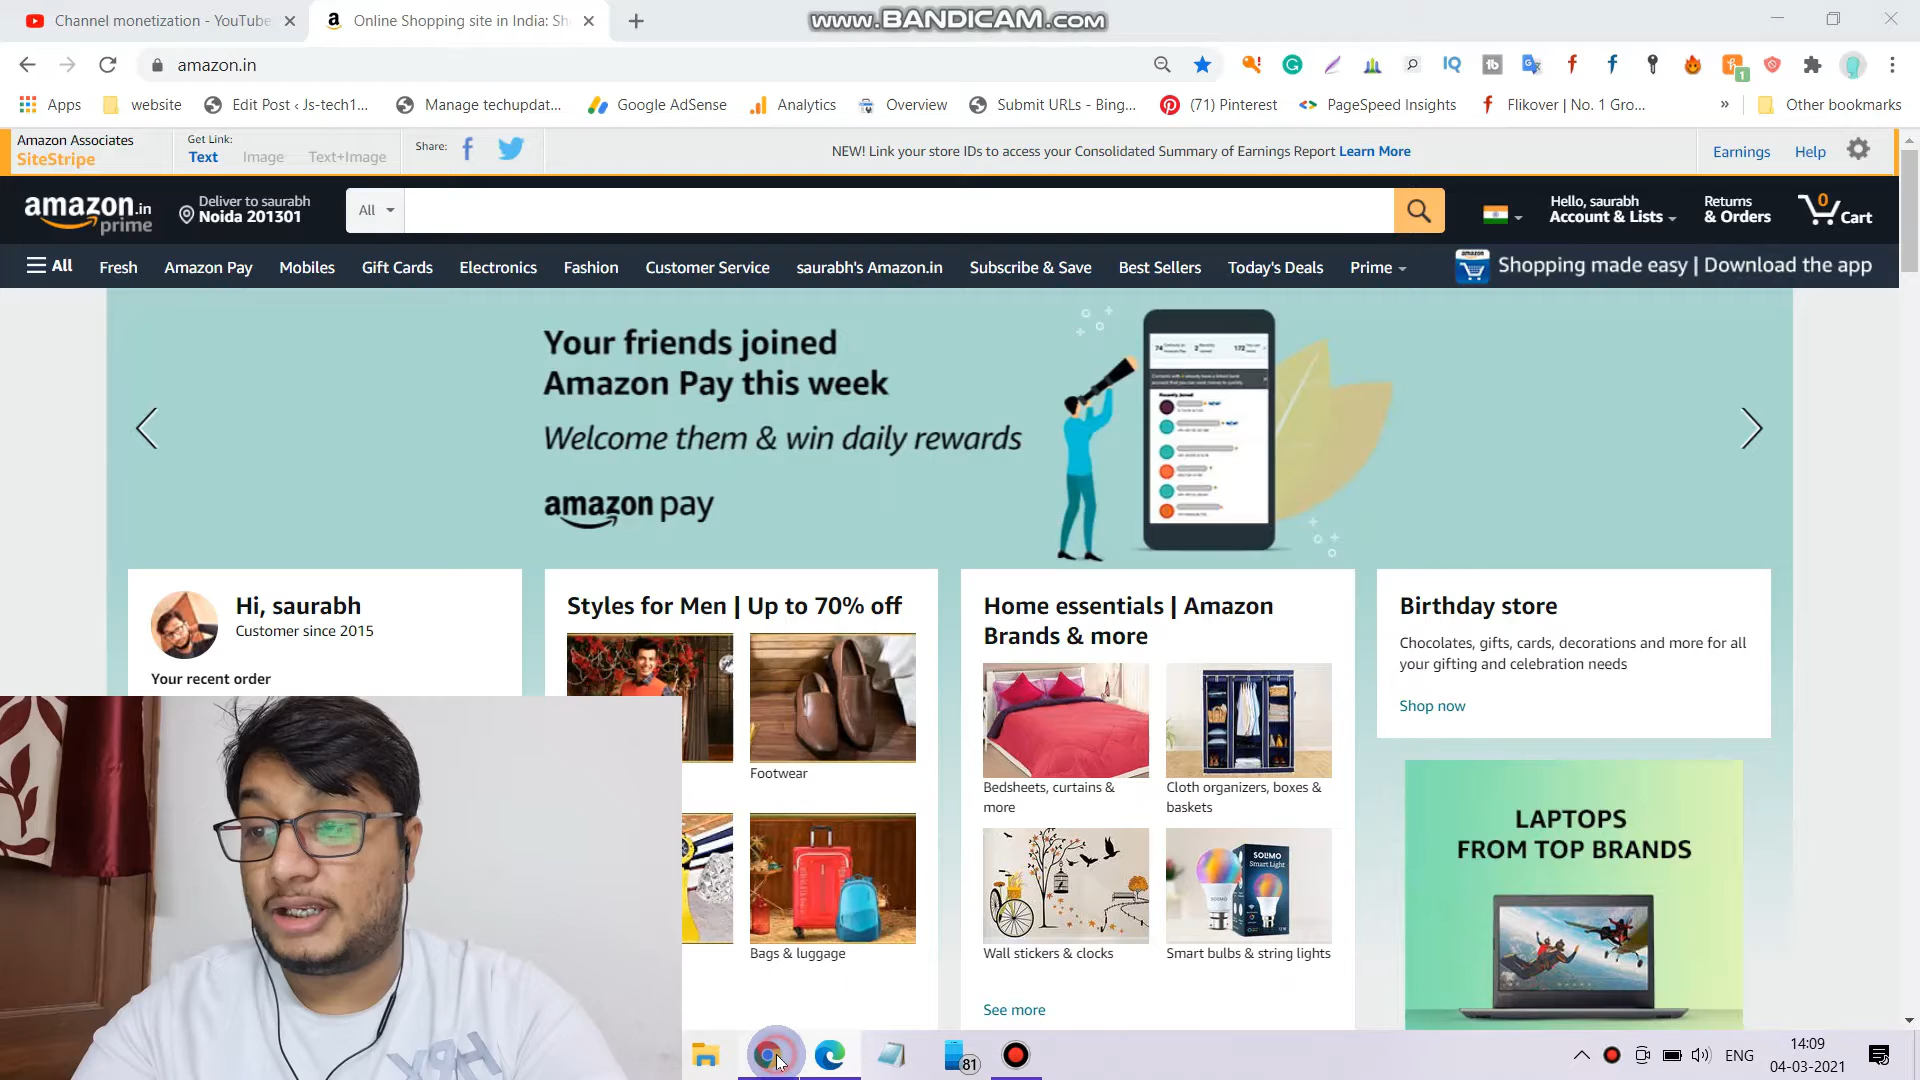 Channel monetization - YouTube
Online Shopping site in India: Sh
www.BANDICAM.com
amazon.in
Apps
website
Edit Post ‹ Js-tech1...
Manage techupdat...
Google AdSense
Analytics
Overview
Submit URLs - Bing...
(71) Pinterest
PageSpeed Insights
Flikover | No. 1 Gro...
»
Other bookmarks
Amazon Associates
SiteStripe
Get Link:
Text
Image
Text+Image
Share:
NEW! Link your store IDs to access your Consolidated Summary of Earnings Report Learn More
Earnings
Help
amazon.in
prime
Deliver to saurabh
Noida 201301
All
Hello, saurabh
Account & Lists
Returns
& Orders
0
Cart
All
Fresh
Amazon Pay
Mobiles
Gift Cards
Electronics
Fashion
Customer Service
saurabh's Amazon.in
Subscribe & Save
Best Sellers
Today's Deals
Prime
Shopping made easy | Download the app
Your friends joined
Amazon Pay this week
Welcome them & win daily rewards
amazon pay
Hi, saurabh
Customer since 2015
Your recent order
Styles for Men | Up to 70% off
Footwear
Bags & luggage
Home essentials | Amazon
Brands & more
Bedsheets, curtains &
more
Cloth organizers, boxes &
baskets
SOLIMO
Smart Light
Wall stickers & clocks
Smart bulbs & string lights
See more
Birthday store
Chocolates, gifts, cards, decorations and more for all
your gifting and celebration needs
Shop now
LAPTOPS
FROM TOP BRANDS
HRX
81
ENG
14:09
04-03-2021